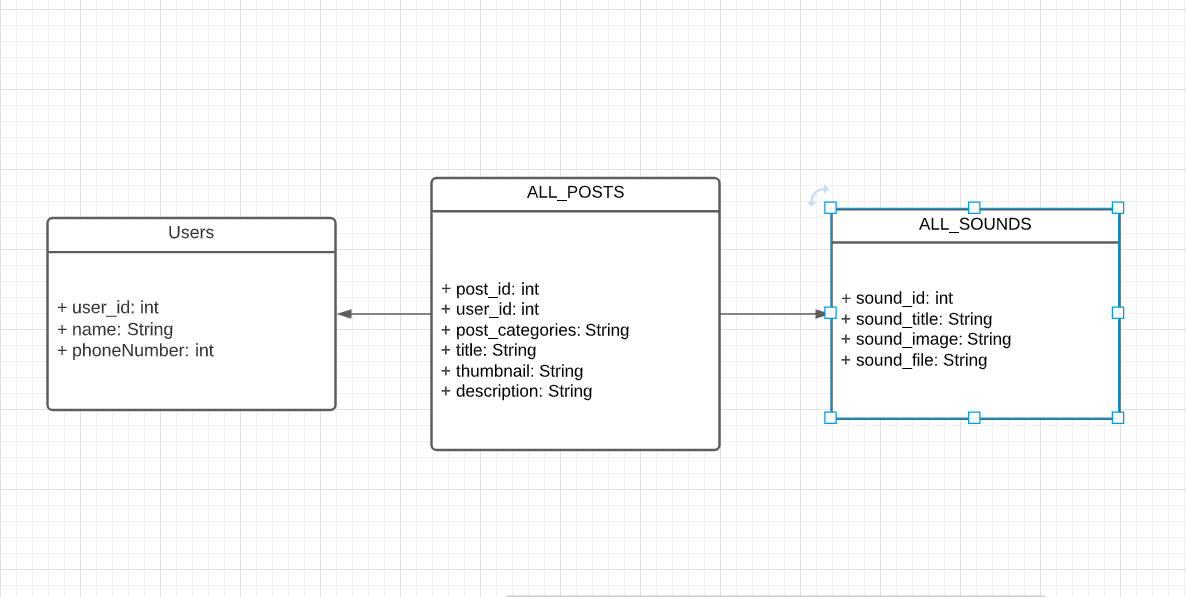 Users
+ user_id: int
+ name: String
+ phoneNumber: int
ALL_POSTS
+ post_id: int
+ user_id: int
+ post_categories: String
+ title: String
+ thumbnail: String
+ description: String
ALL_SOUNDS
+ sound_id: int
+ sound_title: String
+ sound_image: String
+ sound_file: String